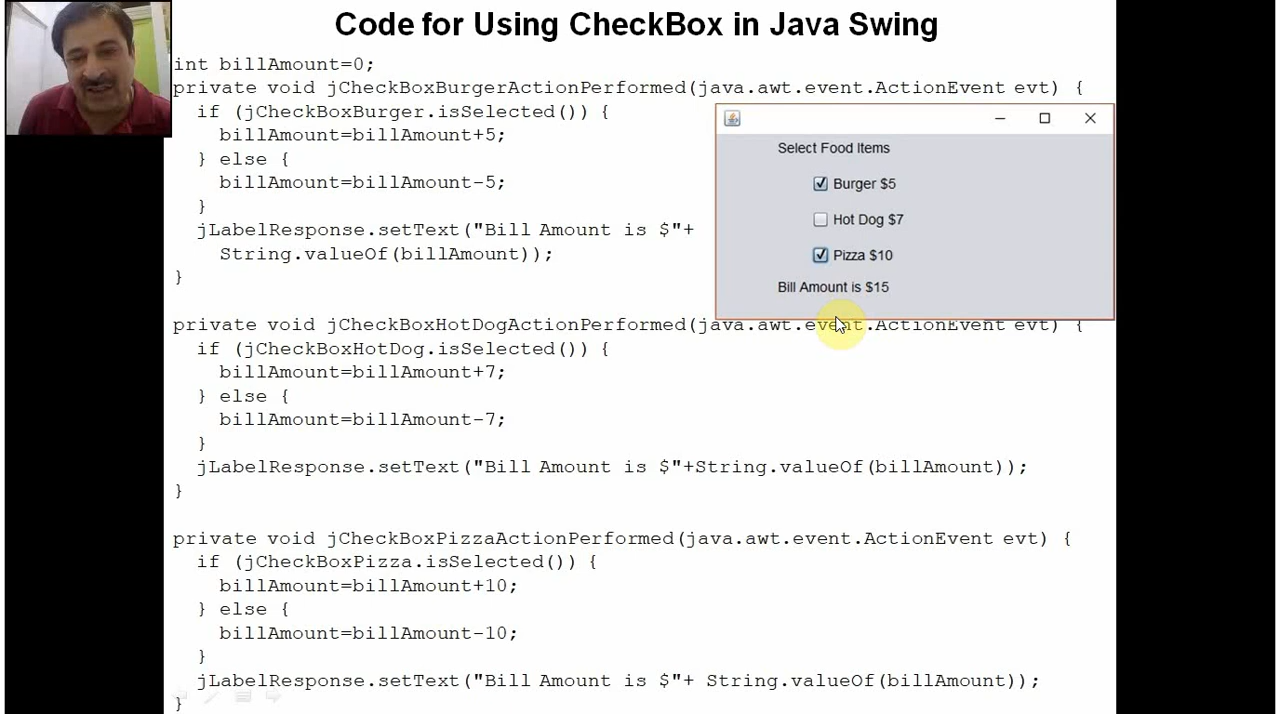 Code for Using CheckBox in Java Swing
int billAmount=0;
private void jCheckBoxBurgerActionPerformed(java.awt.event.ActionEvent evt) {
if (jCheckBoxBurger.isSelected()) {
billAmount=billAmount+5;
} else {
billAmount=billAmount-5;
}
jLabelResponse.setText("Bill Amount is $"+
String.valueOf(billAmount));
}
Select Food Items
Burger $5
Hot Dog $7
Pizza $10
Bill Amount is $15
private void jCheckBoxHotDogActionPerformed(java.awt.event.ActionEvent evt) {
if (jCheckBoxHotDog.isSelected()) {
billAmount=billAmount+7;
} else {
billAmount=billAmount-7;
}
jLabelResponse.setText("Bill Amount is $"+String.valueOf(billAmount));
}
private void jCheckBoxPizzaActionPerformed(java.awt.event.ActionEvent evt) {
if (jCheckBoxPizza.isSelected()) {
billAmount=billAmount+10;
} else {
billAmount=billAmount-10;
}
jLabelResponse.setText("Bill Amount is $"+ String.valueOf(billAmount));
}